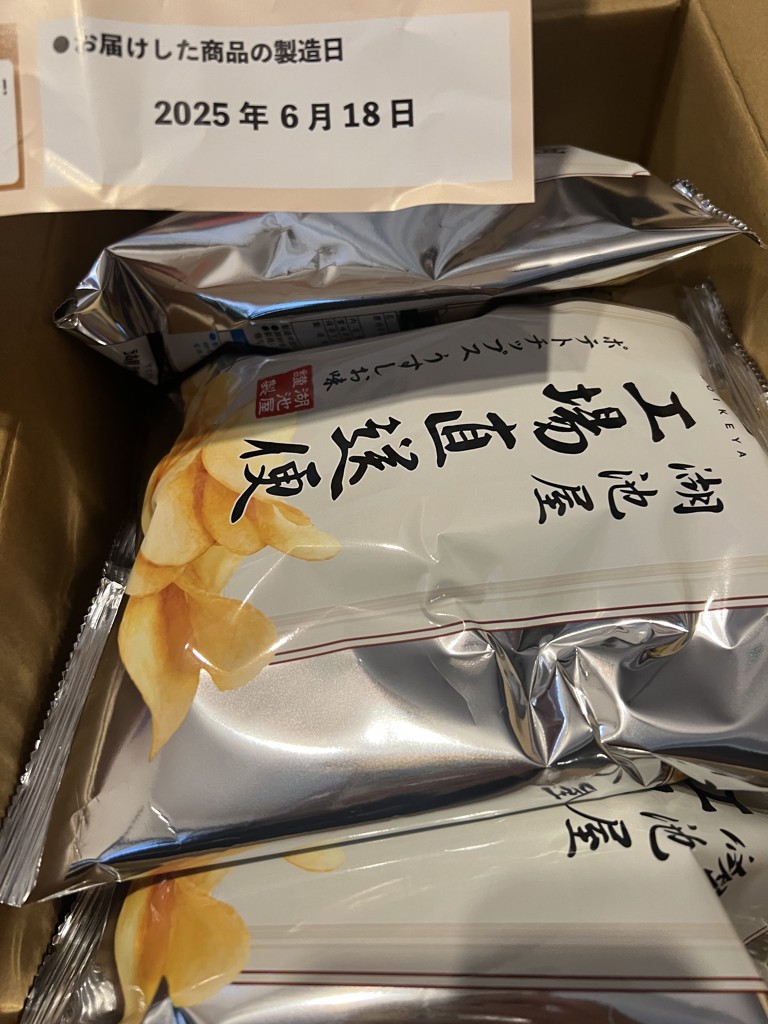 ●お届けした商品の製造日
2025年6月18日
KOIKEYA
湖池屋
工場直送便
ポテトチップス うすしお味
湖池屋
謹製
池屋